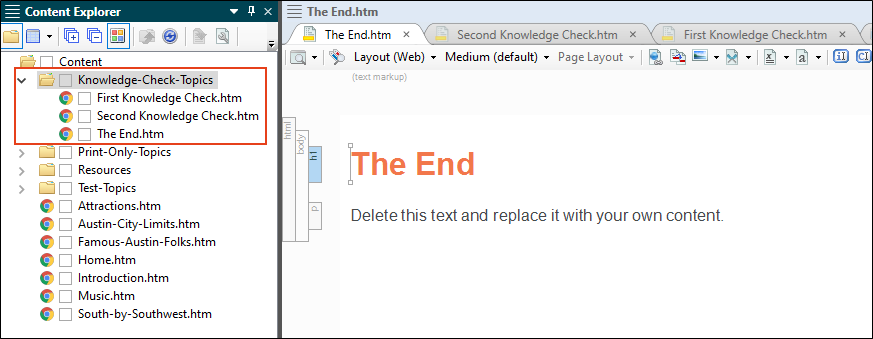 Content Explorer
Content
Knowledge-Check-Topics
First Knowledge Check.htm
Second Knowledge Check.htm
The End.htm
Print-Only-Topics
Resources
Test-Topics
Attractions.htm
Austin-City-Limits.htm
Famous-Austin-Folks.htm
Home.htm
Introduction.htm
Music.htm
South-by-Southwest.htm
The End.htm
The End.htm
Second Knowledge Check.htm
First Knowledge Check.htm
Layout (Web)
Medium (default)
Page Layout
(text markup)
html
body
h1
p
The End
Delete this text and replace it with your own content.